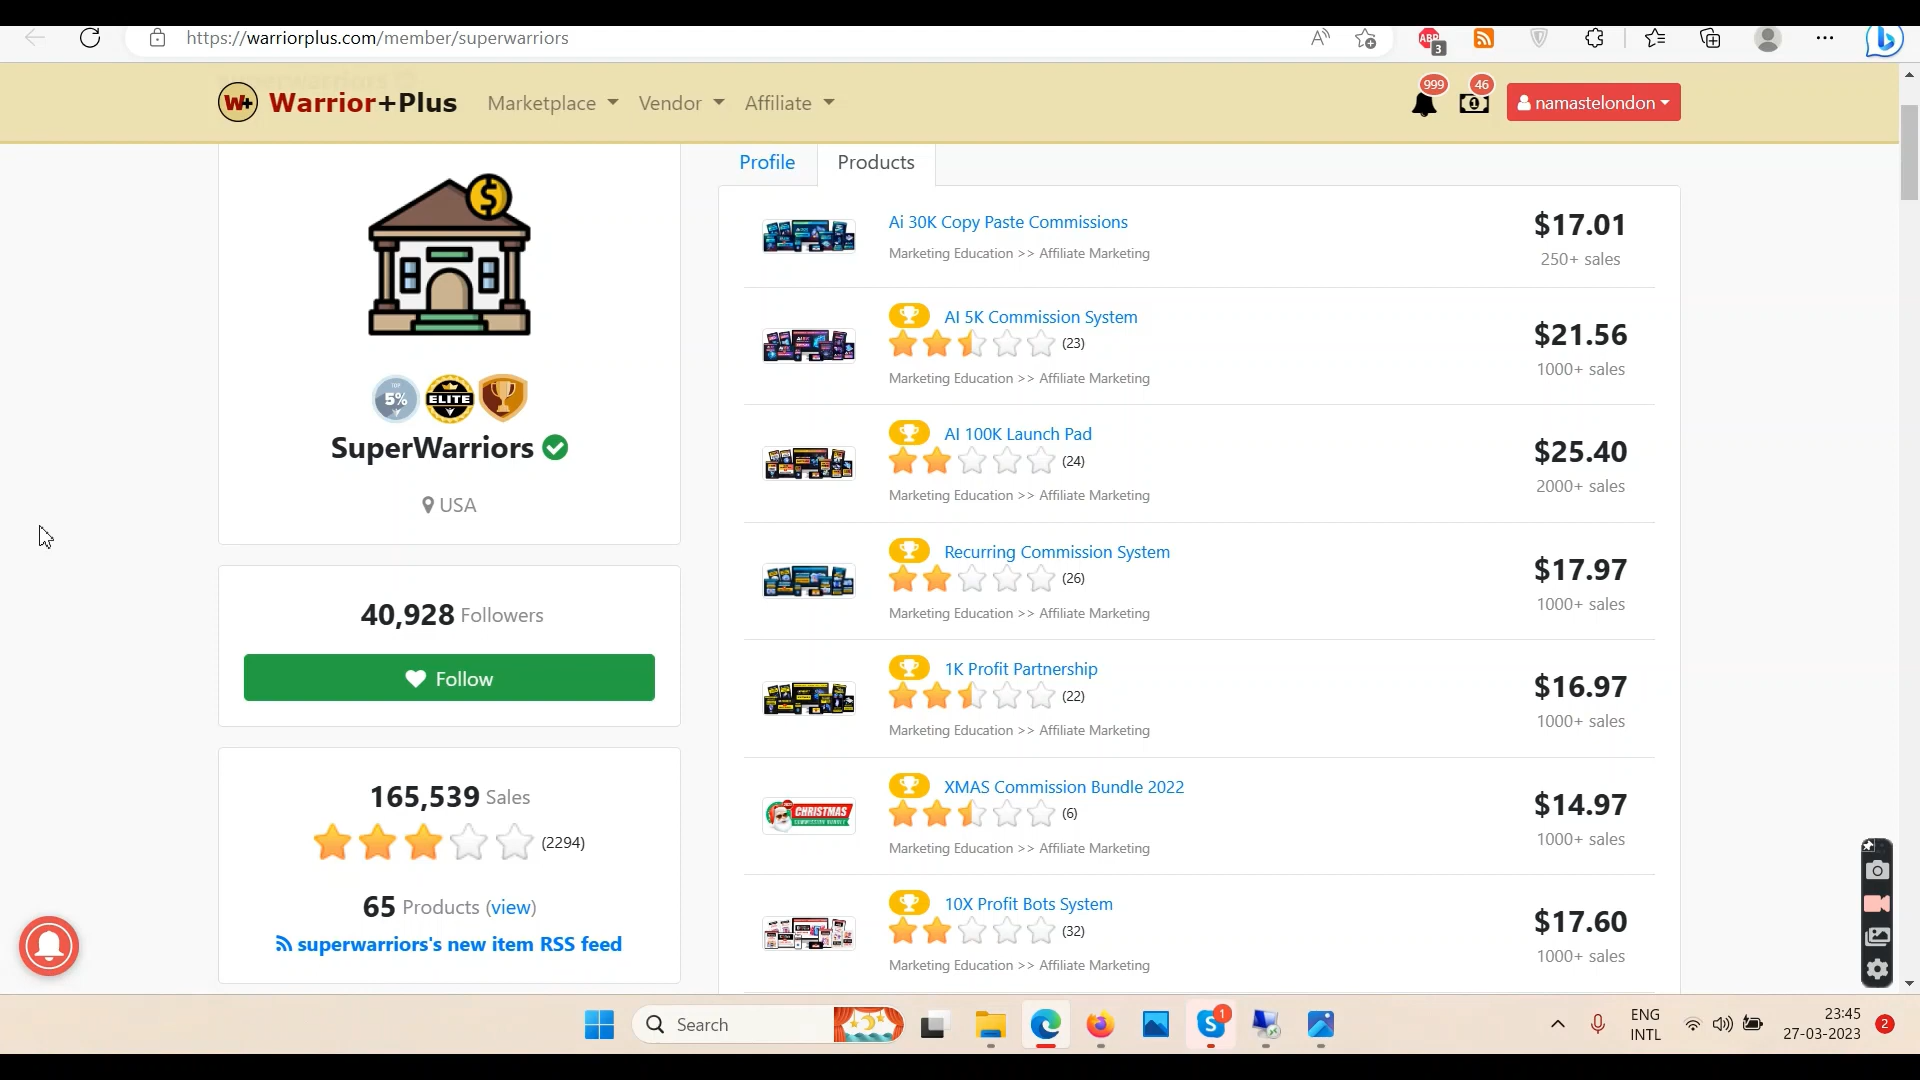 https://warriorplus.com/member/superwarriors
ABP
3
W+ Warrior+Plus
Marketplace
Vendor
Affiliate
999
46
namastelondon
Profile
Products
TOP
5%
ELITE
SuperWarriors
USA
40,928 Followers
Follow
165,539 Sales
(2294)
65 Products (view)
superwarriors's new item RSS feed
Ai 30K Copy Paste Commissions
Marketing Education >> Affiliate Marketing
$17.01
250+ sales
AI 5K Commission System
(23)
Marketing Education >> Affiliate Marketing
$21.56
1000+ sales
AI 100K Launch Pad
(24)
Marketing Education >> Affiliate Marketing
$25.40
2000+ sales
Recurring Commission System
(26)
Marketing Education >> Affiliate Marketing
$17.97
1000+ sales
1K Profit Partnership
(22)
Marketing Education >> Affiliate Marketing
$16.97
1000+ sales
CHRISTMAS
XMAS Commission Bundle 2022
(6)
Marketing Education >> Affiliate Marketing
$14.97
1000+ sales
10X Profit Bots System
(32)
Marketing Education >> Affiliate Marketing
$17.60
1000+ sales
Search
1
ENG
INTL
23:45
27-03-2023
2